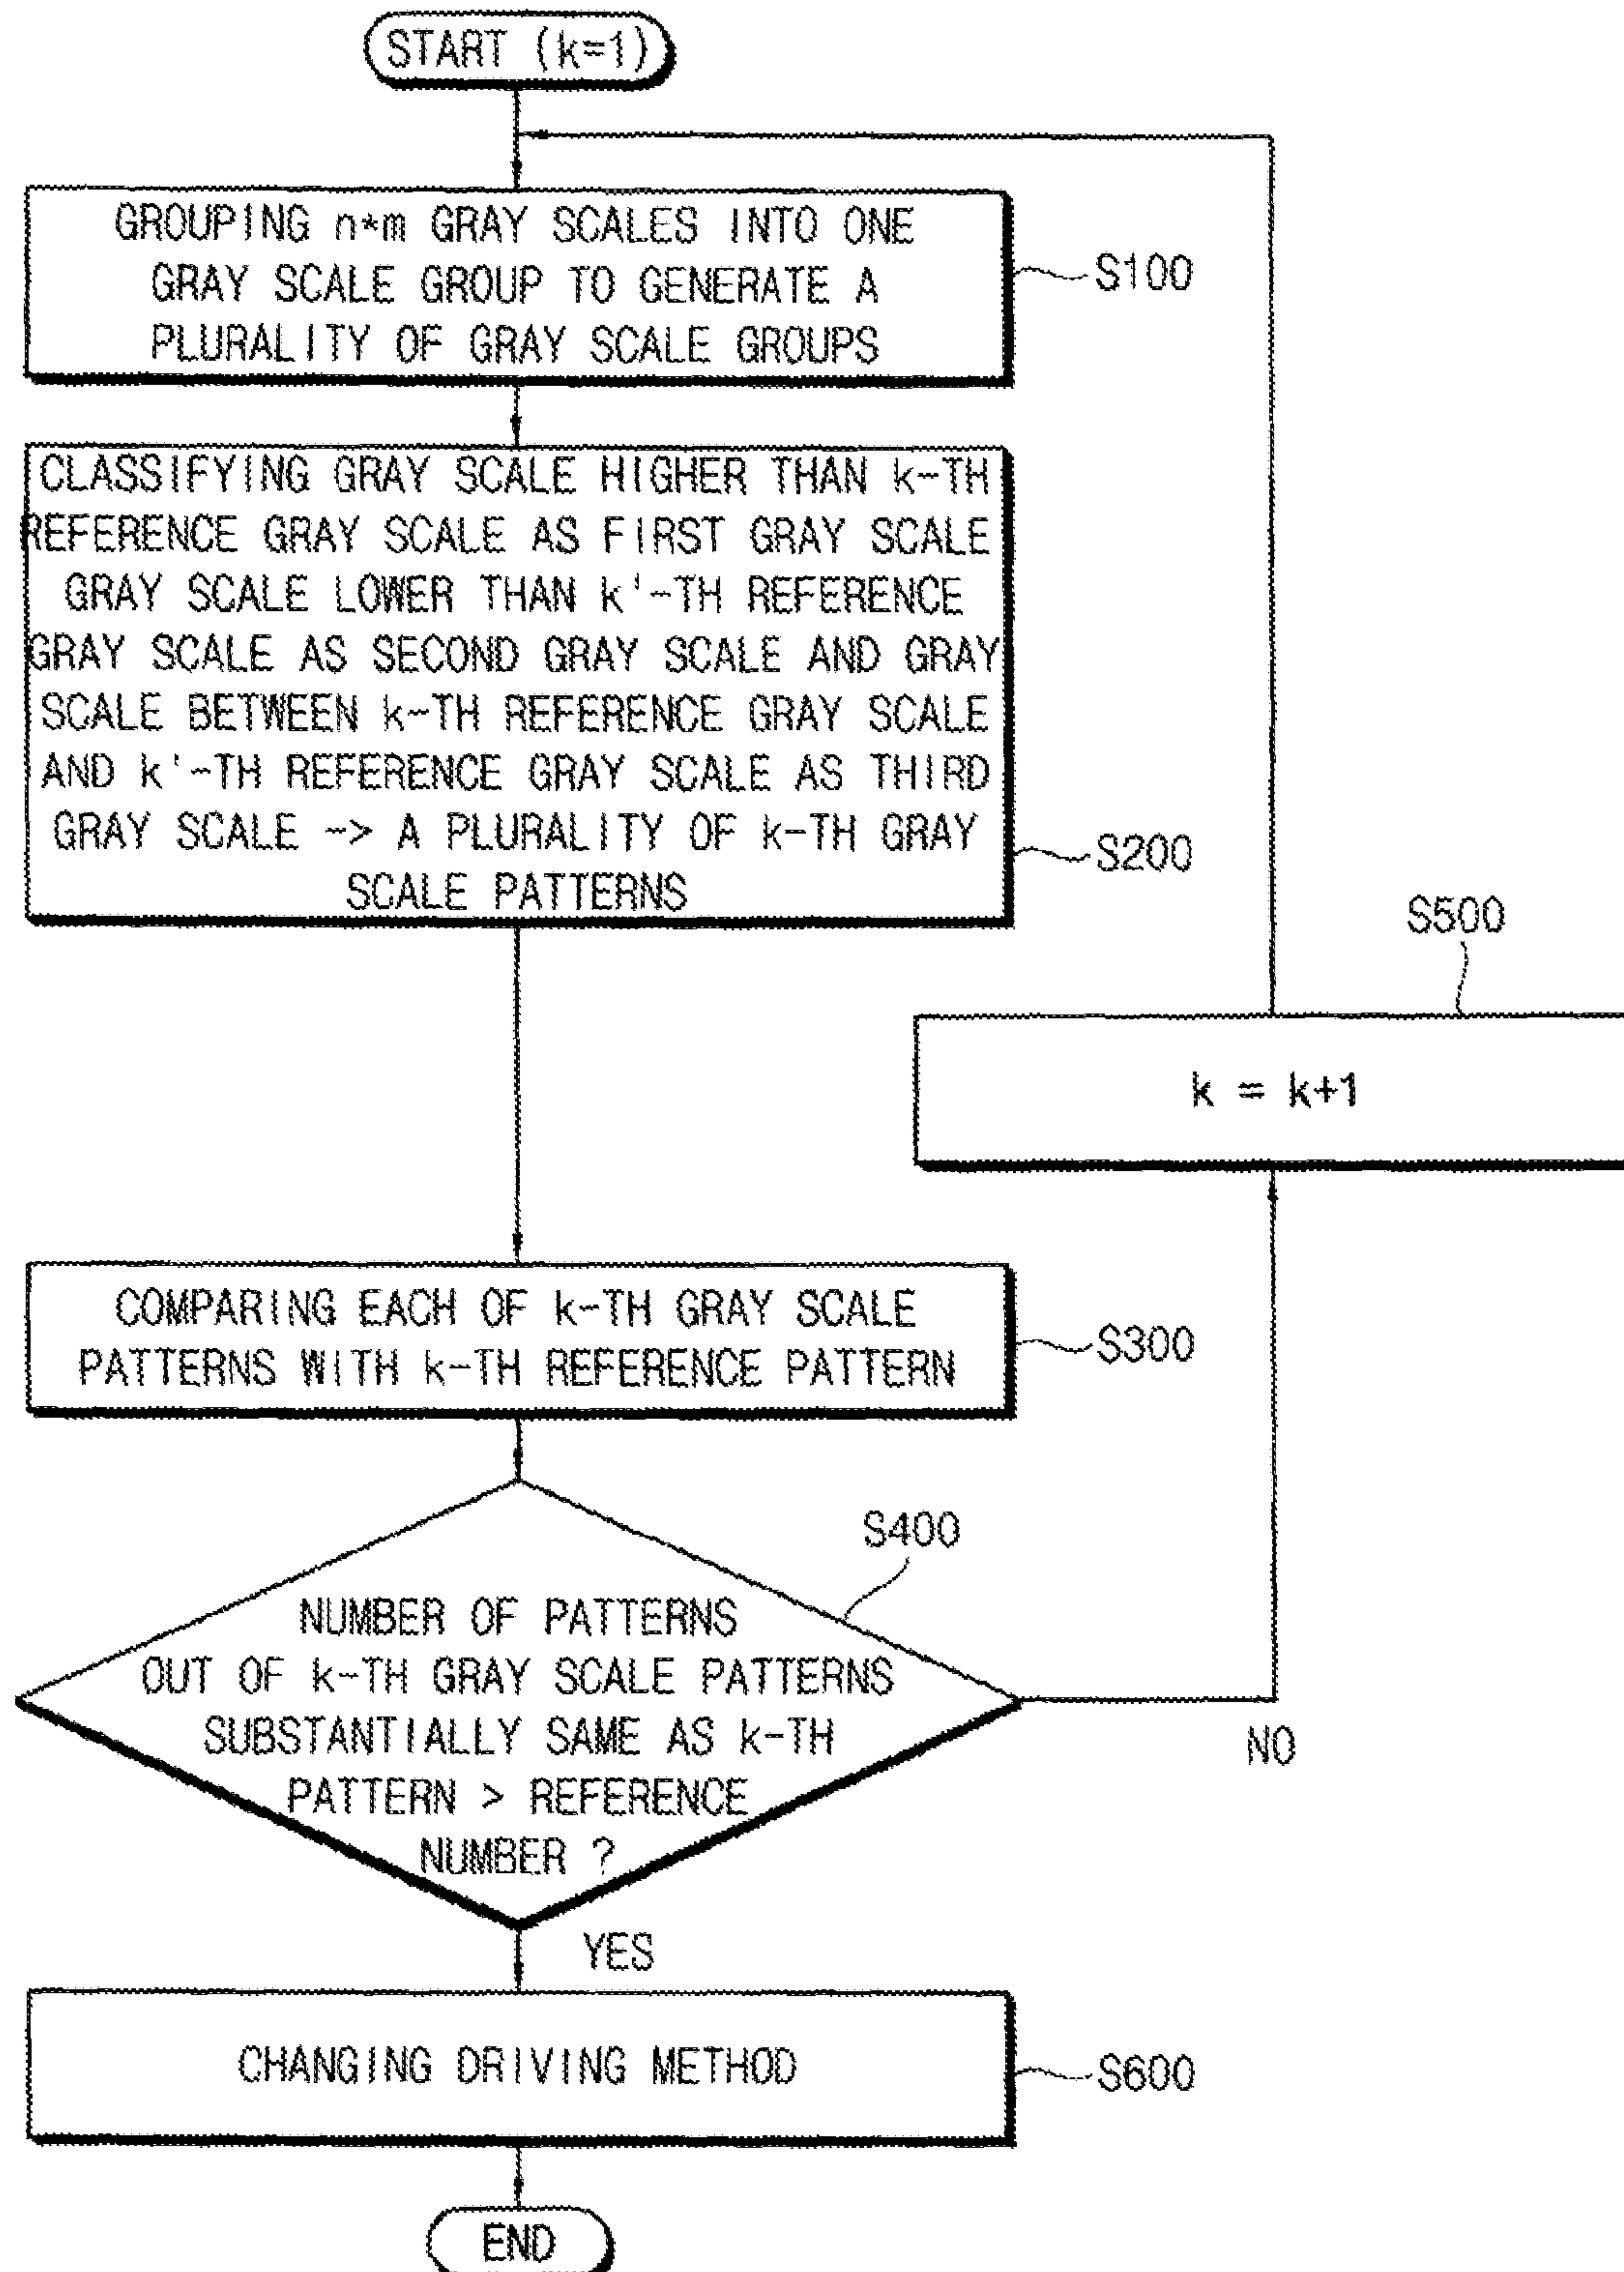 START (k=1)
GROUPING n*m GRAY SCALES INTO ONE
GRAY SCALE GROUP TO GENERATE A
PLURALITY OF GRAY SCALE GROUPS
S100
CLASSIFYING GRAY SCALE HIGHER THAN k-TH
REFERENCE GRAY SCALE AS FIRST GRAY SCALE
GRAY SCALE LOWER THAN k'-TH REFERENCE
GRAY SCALE AS SECOND GRAY SCALE AND GRAY
SCALE BETWEEN k-TH REFERENCE GRAY SCALE
AND k'-TH REFERENCE GRAY SCALE AS THIRD
GRAY SCALE -> A PLURALITY OF k-TH GRAY
SCALE PATTERNS
S200
S500
k = k+1
COMPARING EACH OF k-TH GRAY SCALE
PATTERNS WITH k-TH REFERENCE PATTERN
S300
S400
NUMBER OF PATTERNS
OUT OF k-TH GRAY SCALE PATTERNS
SUBSTANTIALLY SAME AS k-TH
PATTERN > REFERENCE
NUMBER ?
NO
YES
CHANGING DRIVING METHOD
S600
END